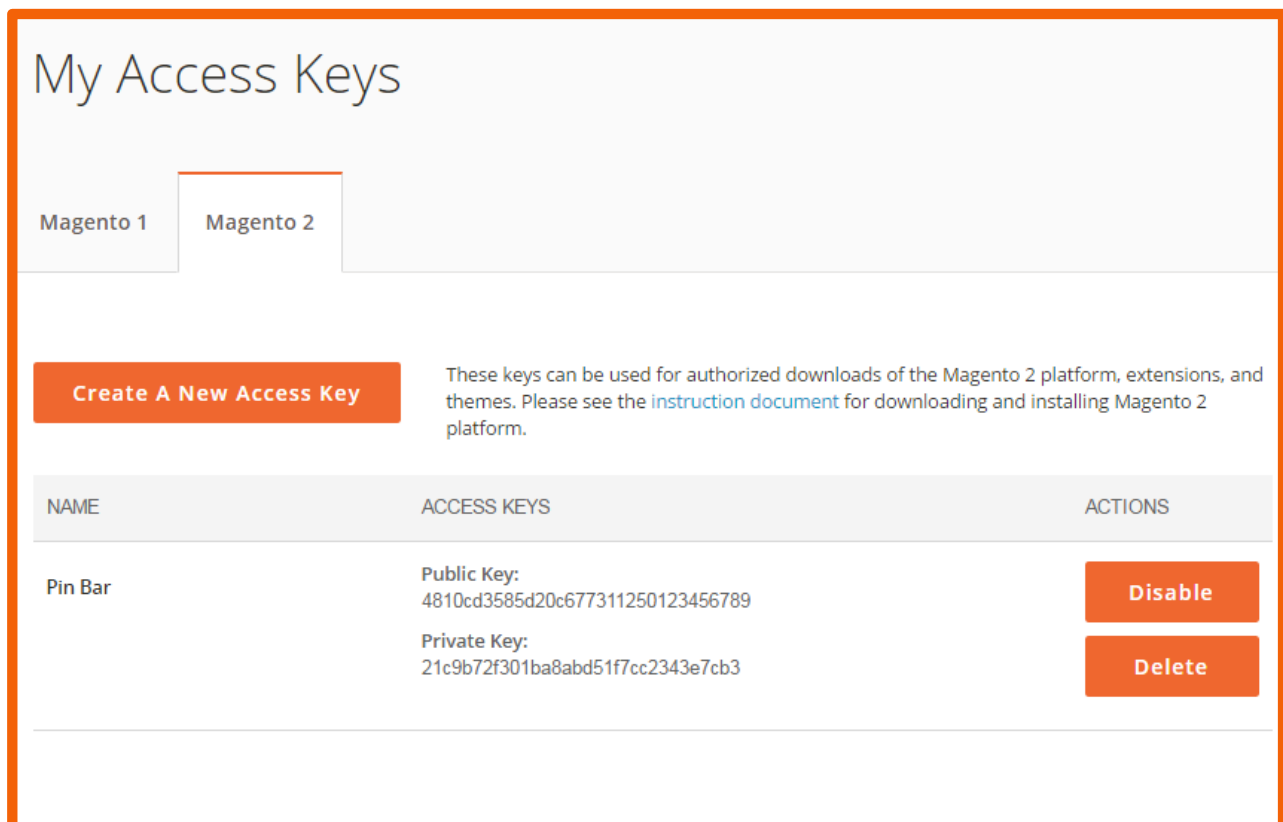 My Access Keys
Magento 1
Magento 2
Create A New Access Key
These keys can be used for authorized downloads of the Magento 2 platform, extensions, and
themes. Please see the instruction document for downloading and installing Magento 2
platform.
NAME
ACCESS KEYS
ACTIONS
Pin Bar
Public Key:
4810cd3585d20c677311250123456789
Private Key:
21c9b72f301ba8abd51f7cc2343e7cb3
Disable
Delete